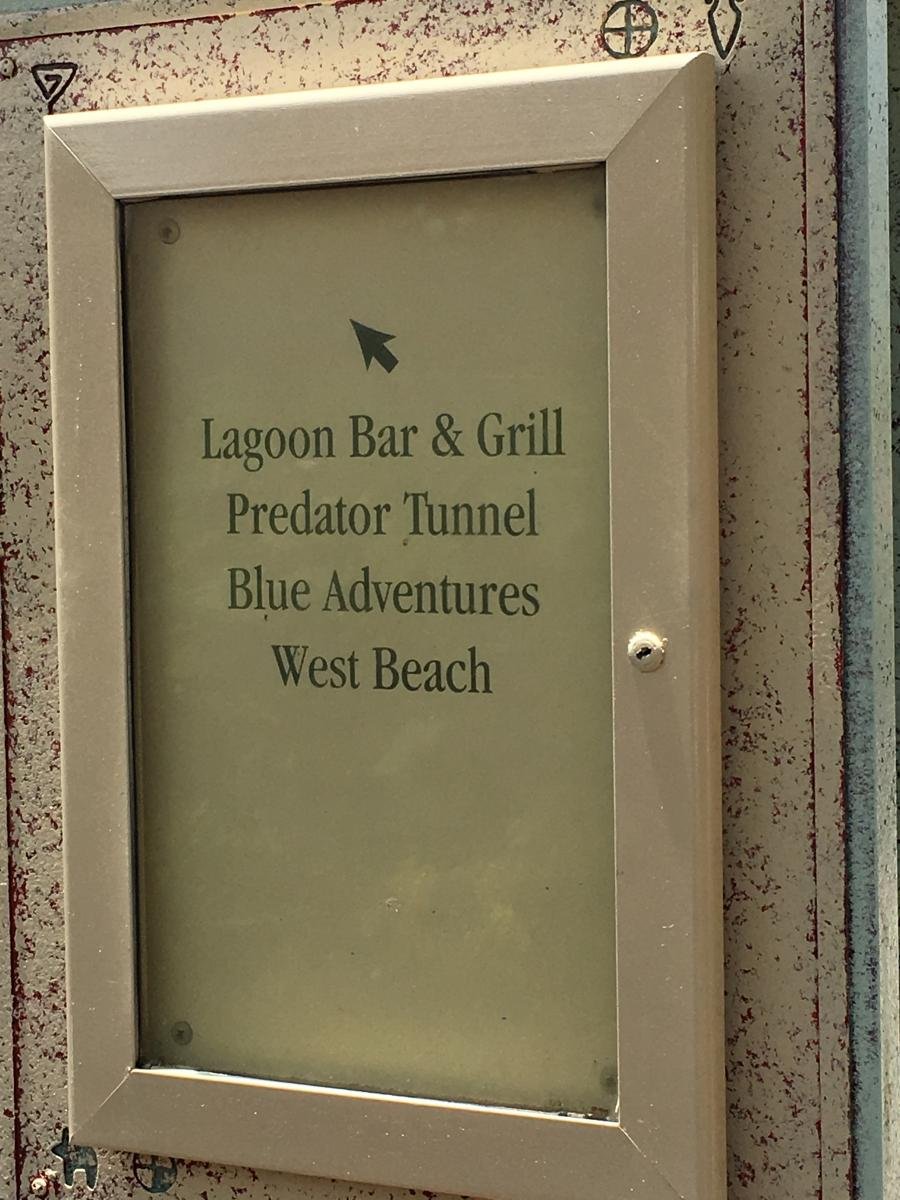 Lagoon Bar & Grill
Predator Tunnel
Blue Adventures
West Beach